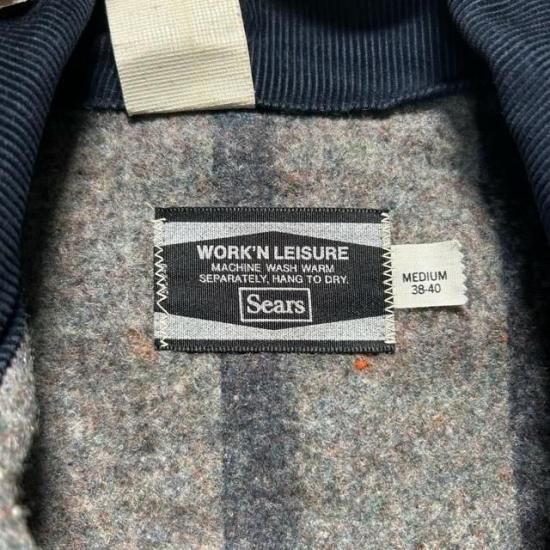 WORK'N LEISURE
MACHINE WASH WARM
SEPARATELY, HANG TO DRY.
Sears
MEDIUM
38-40